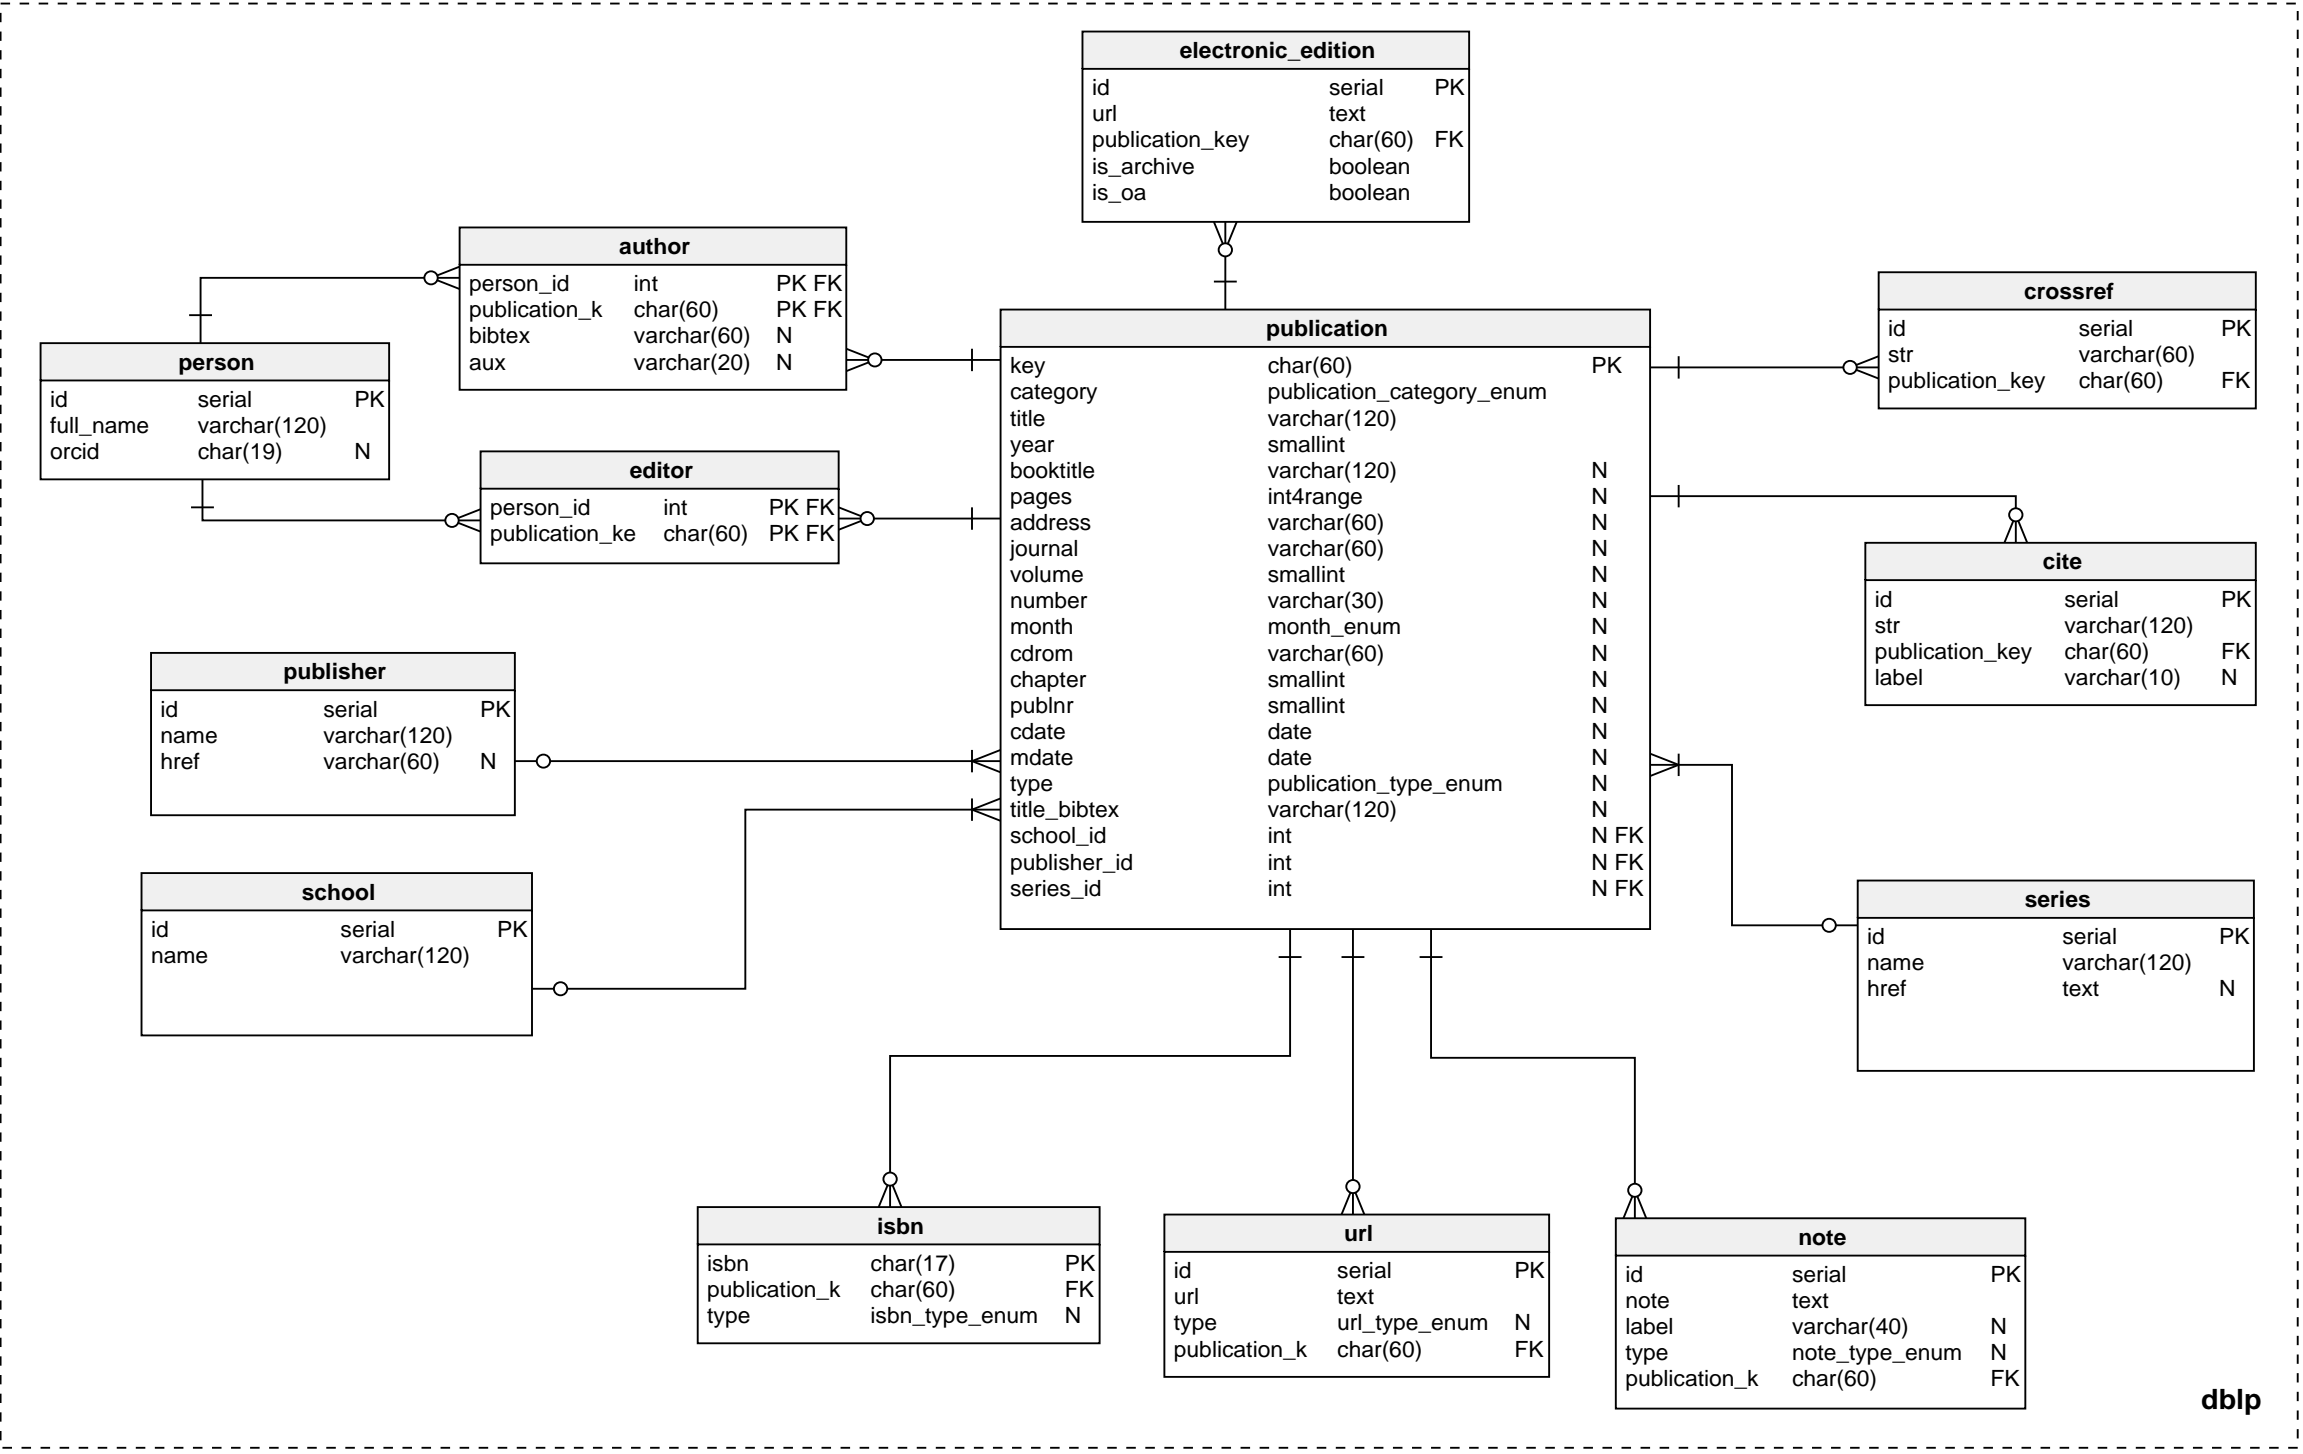 electronic_edition
id serial PK
url text
publication_key char(60) FK
is_archive boolean
is_oa boolean
author
person_id int PK FK
publication_k char(60) PK FK
bibtex varchar(60) N
aux varchar(20) N
crossref
id serial PK
str varchar(60)
publication_key char(60) FK
person
id serial PK
full_name varchar(120)
orcid char(19) N
publication
key char(60) PK
category publication_category_enum
title varchar(120)
year smallint
booktitle varchar(120) N
pages int4range N
address varchar(60) N
journal varchar(60) N
volume smallint N
number varchar(30) N
month month_enum N
cdrom varchar(60) N
chapter smallint N
publnr smallint N
cdate date N
mdate date N
type publication_type_enum N
title_bibtex varchar(120) N
school_id int N FK
publisher_id int N FK
series_id int N FK
editor
person_id int PK FK
publication_ke char(60) PK FK
cite
id serial PK
str varchar(120)
publication_key char(60) FK
label varchar(10) N
publisher
id serial PK
name varchar(120)
href varchar(60) N
school
id serial PK
name varchar(120)
series
id serial PK
name varchar(120)
href text N
isbn
isbn char(17) PK
publication_k char(60) FK
type isbn_type_enum N
url
id serial PK
url text
type url_type_enum N
publication_k char(60) FK
note
id serial PK
note text
label varchar(40) N
type note_type_enum N
publication_k char(60) FK
dblp